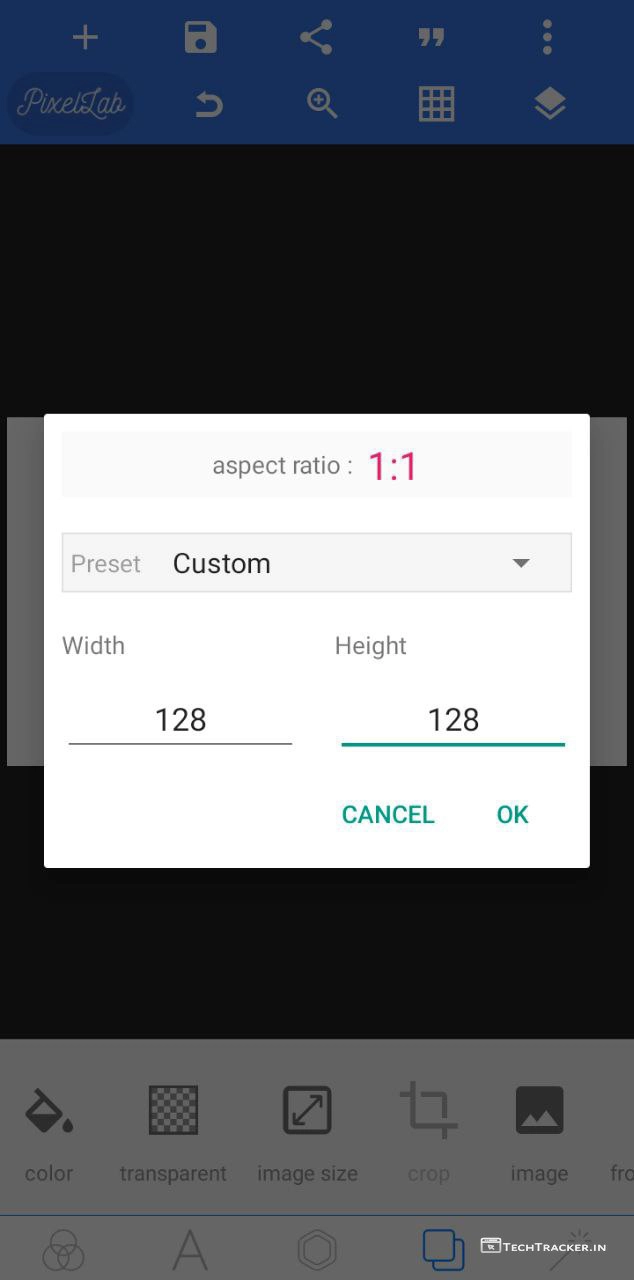 PixelLab
aspect ratio : 1:1
Preset Custom
Width Height
128 128
CANCEL OK
color transparent image size crop image fro
TECHTRACKER.IN